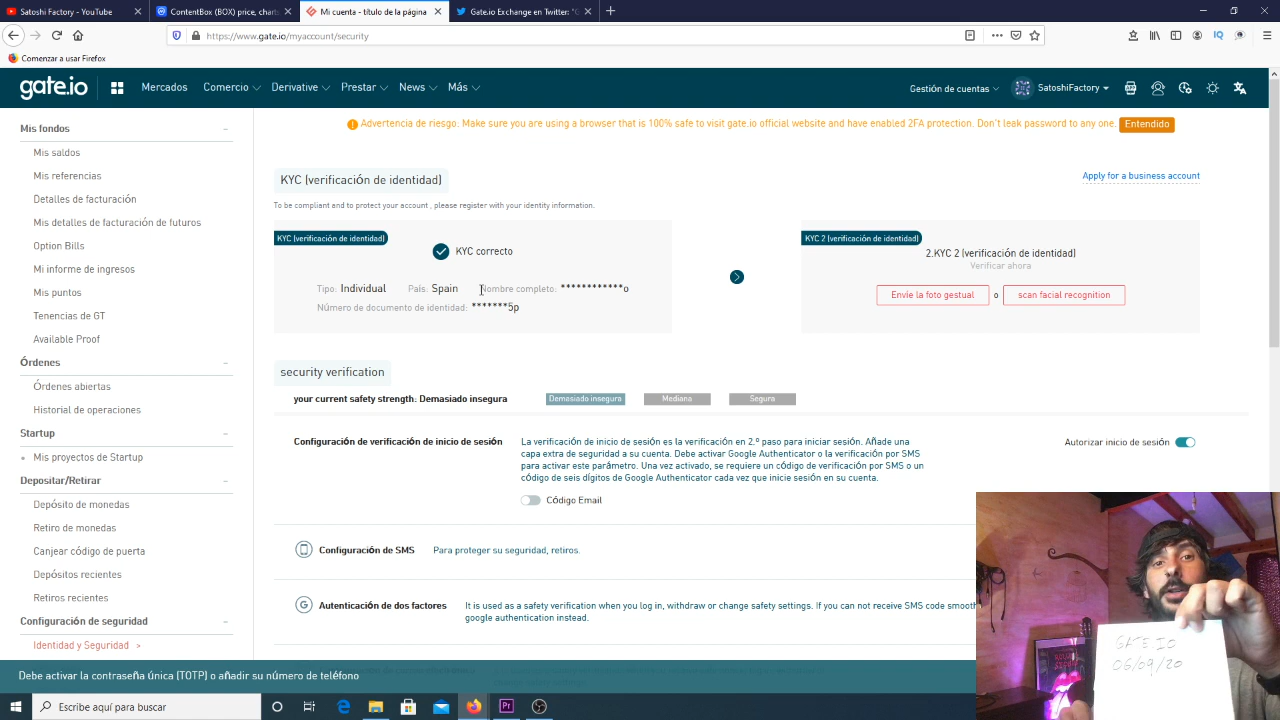 Satoshi Factory - YouTube
ContentBox (BOX) price, charts
Mi cuenta - título de la página
Gate.io Exchange en Twitter: "G
https://www.gate.io/myaccount/security
IQ
Comenzar a usar Firefox
gate.io
Mercados
Comercio
Derivative
Prestar
News
Más
Gestión de cuentas
SatoshiFactory
Advertencia de riesgo: Make sure you are using a browser that is 100% safe to visit gate.io official website and have enabled 2FA protection. Don't leak password to any one.
Entendido
Mis fondos
Mis saldos
Mis referencias
Detalles de facturación
Mis detalles de facturación de futuros
Option Bills
Mi informe de ingresos
Mis puntos
Tenencias de GT
Available Proof
Órdenes
Órdenes abiertas
Historial de operaciones
Startup
Mis proyectos de Startup
Depositar/Retirar
Depósito de monedas
Retiro de monedas
Canjear código de puerta
Depósitos recientes
Retiros recientes
Configuración de seguridad
Identidad y Seguridad >
KYC (verificación de identidad)
Apply for a business account
To be compliant and to protect your account , please register with your identity information.
KYC (verificación de identidad)
KYC correcto
Tipo: Individual País: Spain Nombre completo: ************o
Número de documento de identidad: *******5p
KYC 2 (verificación de identidad)
2.KYC 2 (verificación de identidad)
Verificar ahora
Envíe la foto gestual o scan facial recognition
security verification
your current safety strength: Demasiado insegura
Demasiado insegura
Mediana
Segura
Configuración de verificación de inicio de sesión
La verificación de inicio de sesión es la verificación en 2.º paso para iniciar sesión. Añade una
capa extra de seguridad a su cuenta. Debe activar Google Authenticator o la verificación por SMS
para activar este parámetro. Una vez activado, se requiere un código de verificación por SMS o un
código de seis dígitos de Google Authenticator cada vez que inicie sesión en su cuenta.
Autorizar inicio de sesión
Código Email
Configuración de SMS
Para proteger su seguridad, retiros.
Autenticación de dos factores
It is used as a safety verification when you log in, withdraw or change safety settings. If you can not receive SMS code smooth
google authentication instead.
GATE IO
06/09/20
Debe activar la contraseña única (TOTP) o añadir su número de teléfono
Escribe aquí para buscar
Pr